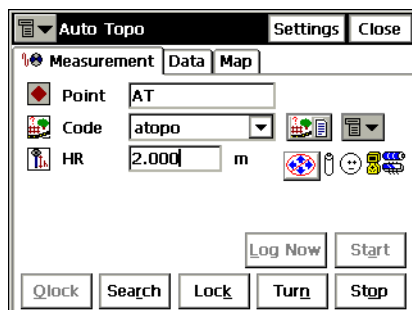 Auto Topo Settings Close
Measurement Data Map
Point AT
Code atopo
HR 2.000 m
Log Now Start
Qlock Search Lock Turn Stop